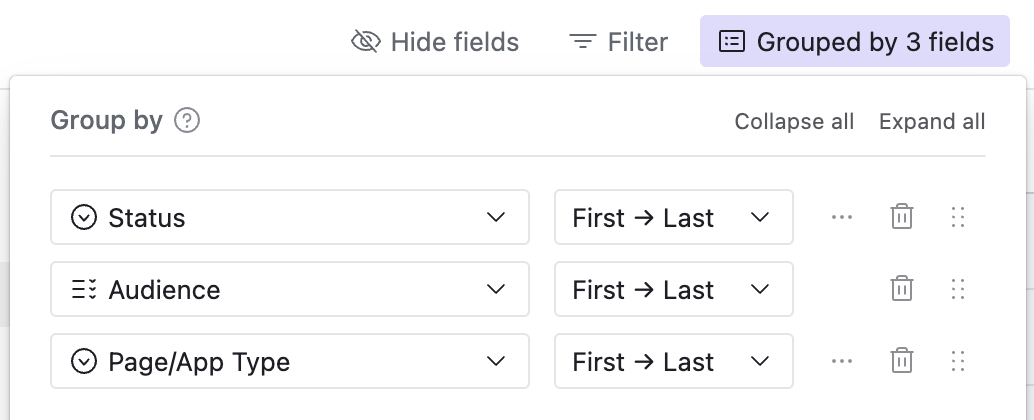 Hide fields Filter Grouped by 3 fields
Group by Collapse all Expand all
Status First → Last
Audience First → Last
Page/App Type First → Last